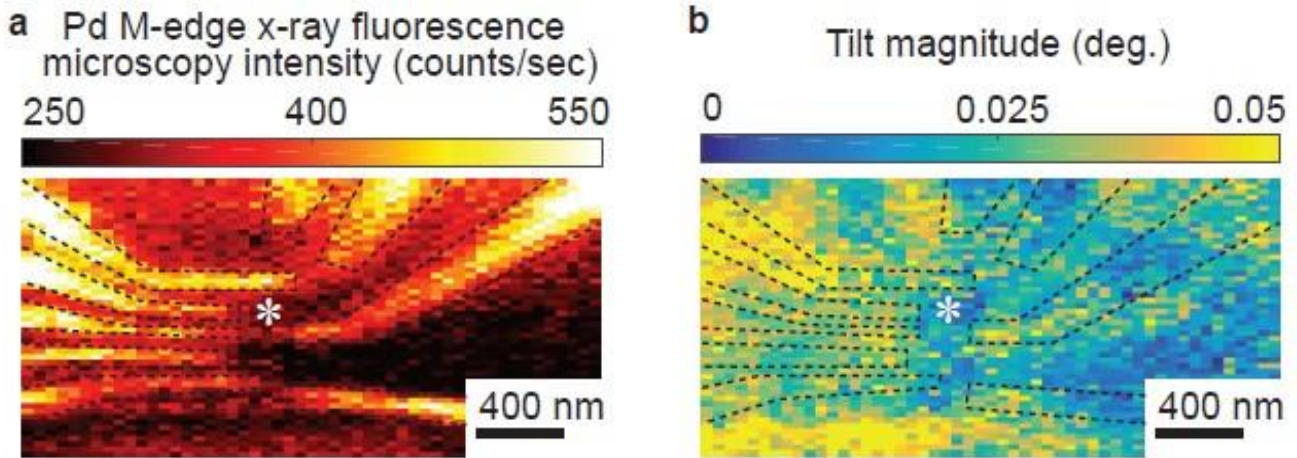 a Pd M-edge x-ray fluorescence
microscopy intensity (counts/sec)
250 400 550
*
400 nm
b Tilt magnitude (deg.)
0 0.025 0.05
*
400 nm